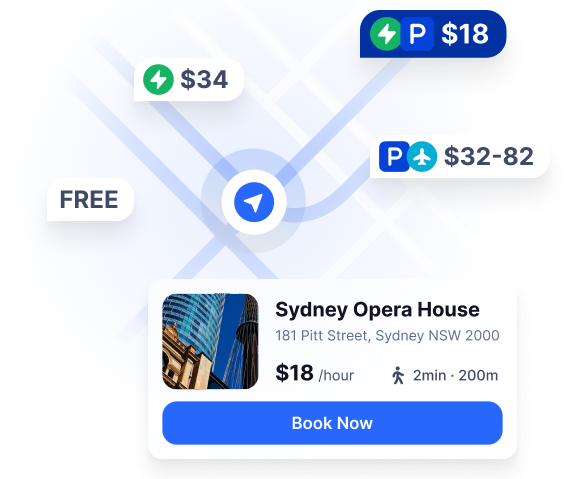 P $18
$34
P $32-82
FREE
Sydney Opera House
181 Pitt Street, Sydney NSW 2000
$18 /hour
2min · 200m
Book Now